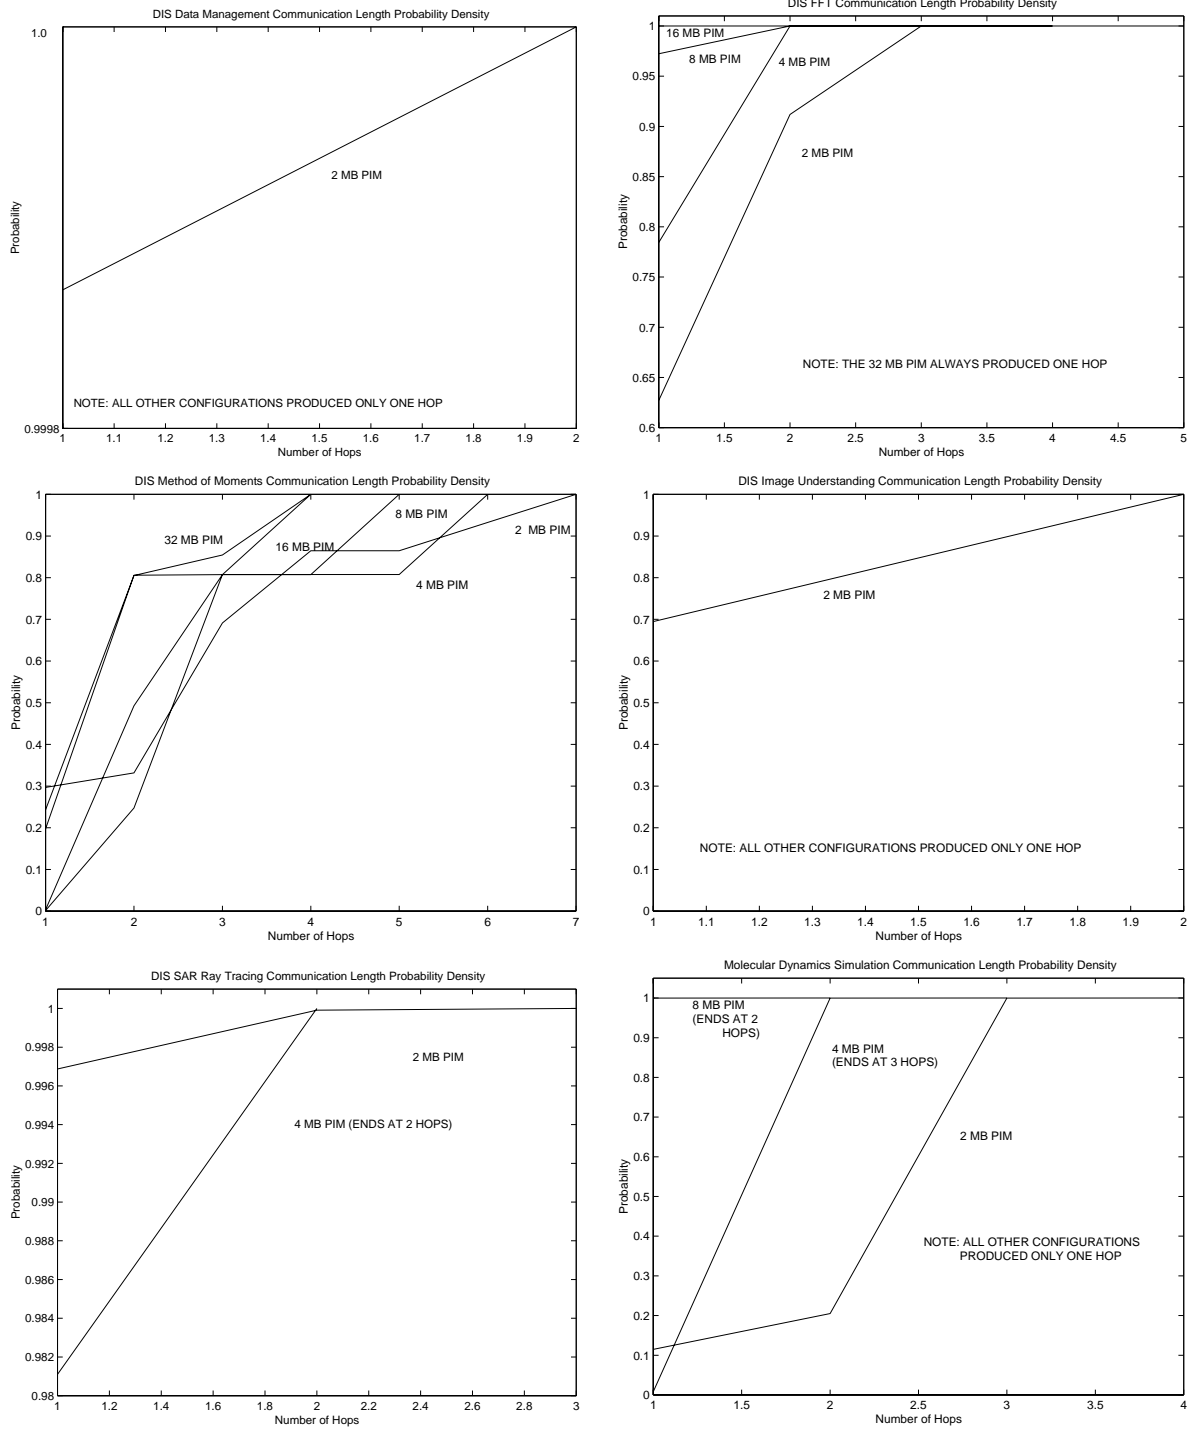 DIS Data Management Communication Length Probability Density
1.0
2 MB PIM
Probability
NOTE: ALL OTHER CONFIGURATIONS PRODUCED ONLY ONE HOP
0.9998
1 1.1 1.2 1.3 1.4 1.5 1.6 1.7 1.8 1.9 2
Number of Hops
DIS FFT Communication Length Probability Density
1
16 MB PIM
8 MB PIM
4 MB PIM
0.95
0.9
2 MB PIM
0.85
0.8
Probability
0.75
0.7
NOTE: THE 32 MB PIM ALWAYS PRODUCED ONE HOP
0.65
0.6
1 1.5 2 2.5 3 3.5 4 4.5 5
Number of Hops
DIS Method of Moments Communication Length Probability Density
1
8 MB PIM
0.9
2 MB PIM
32 MB PIM
16 MB PIM
0.8
4 MB PIM
0.7
0.6
Probability
0.5
0.4
0.3
0.2
0.1
0
1 2 3 4 5 6 7
Number of Hops
DIS Image Understanding Communication Length Probability Density
1
0.9
0.8
2 MB PIM
0.7
0.6
Probability
0.5
0.4
0.3
0.2
NOTE: ALL OTHER CONFIGURATIONS PRODUCED ONLY ONE HOP
0.1
0
1 1.1 1.2 1.3 1.4 1.5 1.6 1.7 1.8 1.9 2
Number of Hops
DIS SAR Ray Tracing Communication Length Probability Density
1
0.998
2 MB PIM
0.996
0.994
4 MB PIM (ENDS AT 2 HOPS)
0.992
Probability
0.99
0.988
0.986
0.984
0.982
0.98
1 1.2 1.4 1.6 1.8 2 2.2 2.4 2.6 2.8 3
Number of Hops
Molecular Dynamics Simulation Communication Length Probability Density
1
8 MB PIM
(ENDS AT 2
HOPS)
0.9
4 MB PIM
(ENDS AT 3 HOPS)
0.8
0.7
2 MB PIM
0.6
Probability
0.5
0.4
NOTE: ALL OTHER CONFIGURATIONS
PRODUCED ONLY ONE HOP
0.3
0.2
0.1
0
1 1.5 2 2.5 3 3.5 4
Number of Hops